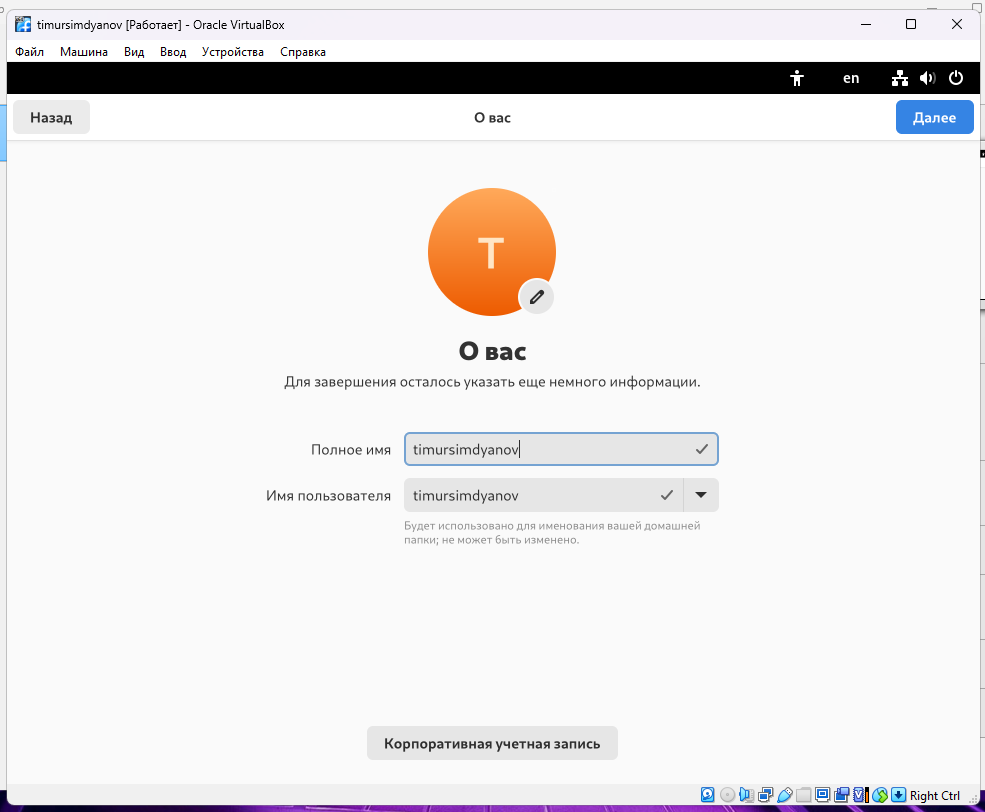 timursimdyanov [Работает] - Oracle VirtualBox
Файл Машина Вид Ввод Устройства Справка
en
Назад О вас Далее
T
О вас
Для завершения осталось указать еще немного информации.
Полное имя timursimdyanov
Имя пользователя timursimdyanov
Будет использовано для именования вашей домашней
папки; не может быть изменено.
Корпоративная учетная запись
Right Ctrl